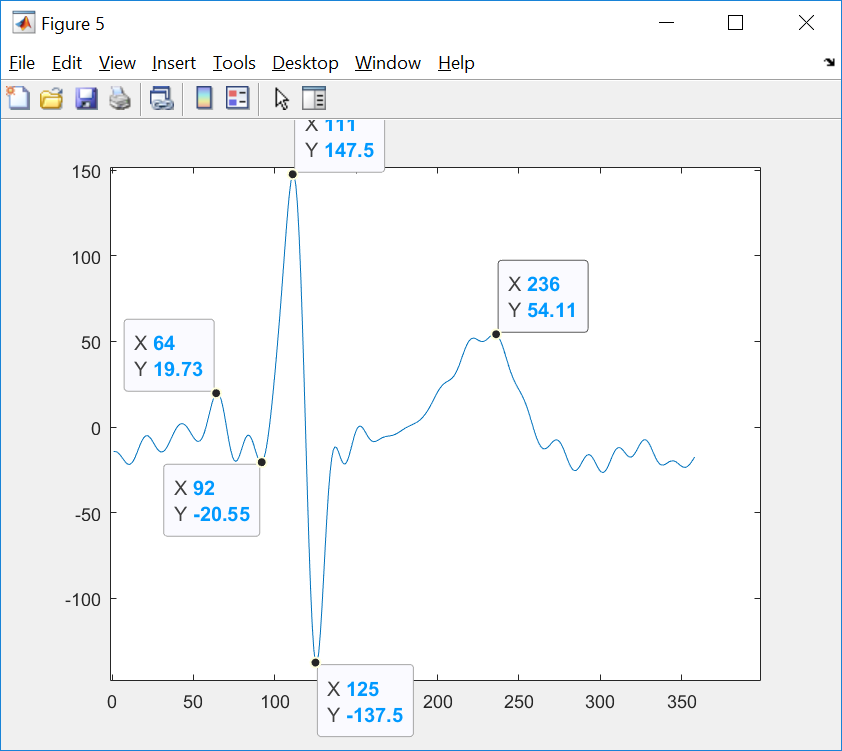 Figure 5
File Edit View Insert Tools Desktop Window Help
X 111
Y 147.5
X 236
Y 54.11
X 64
Y 19.73
X 92
Y -20.55
X 125
Y -137.5
150
100
50
0
-50
-100
0 50 100 200 250 300 350